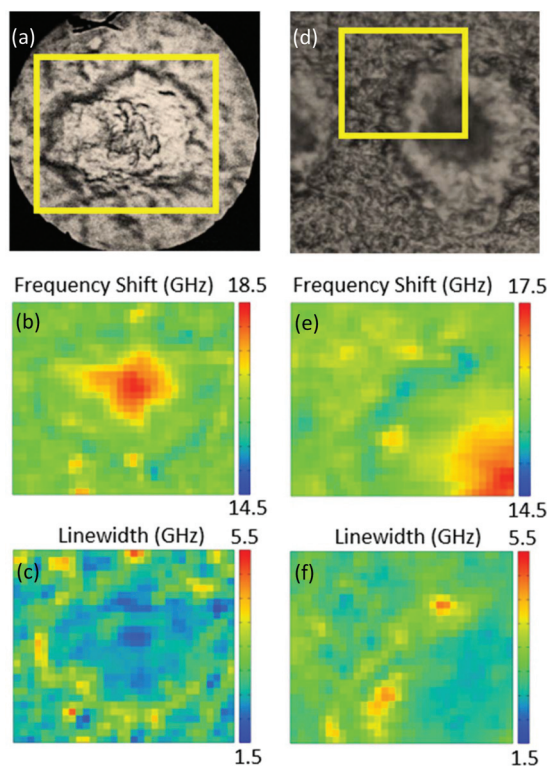 (a)
(d)
Frequency Shift (GHz) 18.5
(b)
14.5
Frequency Shift (GHz) 17.5
(e)
14.5
Linewidth (GHz) 5.5
(c)
1.5
Linewidth (GHz) 5.5
(f)
1.5